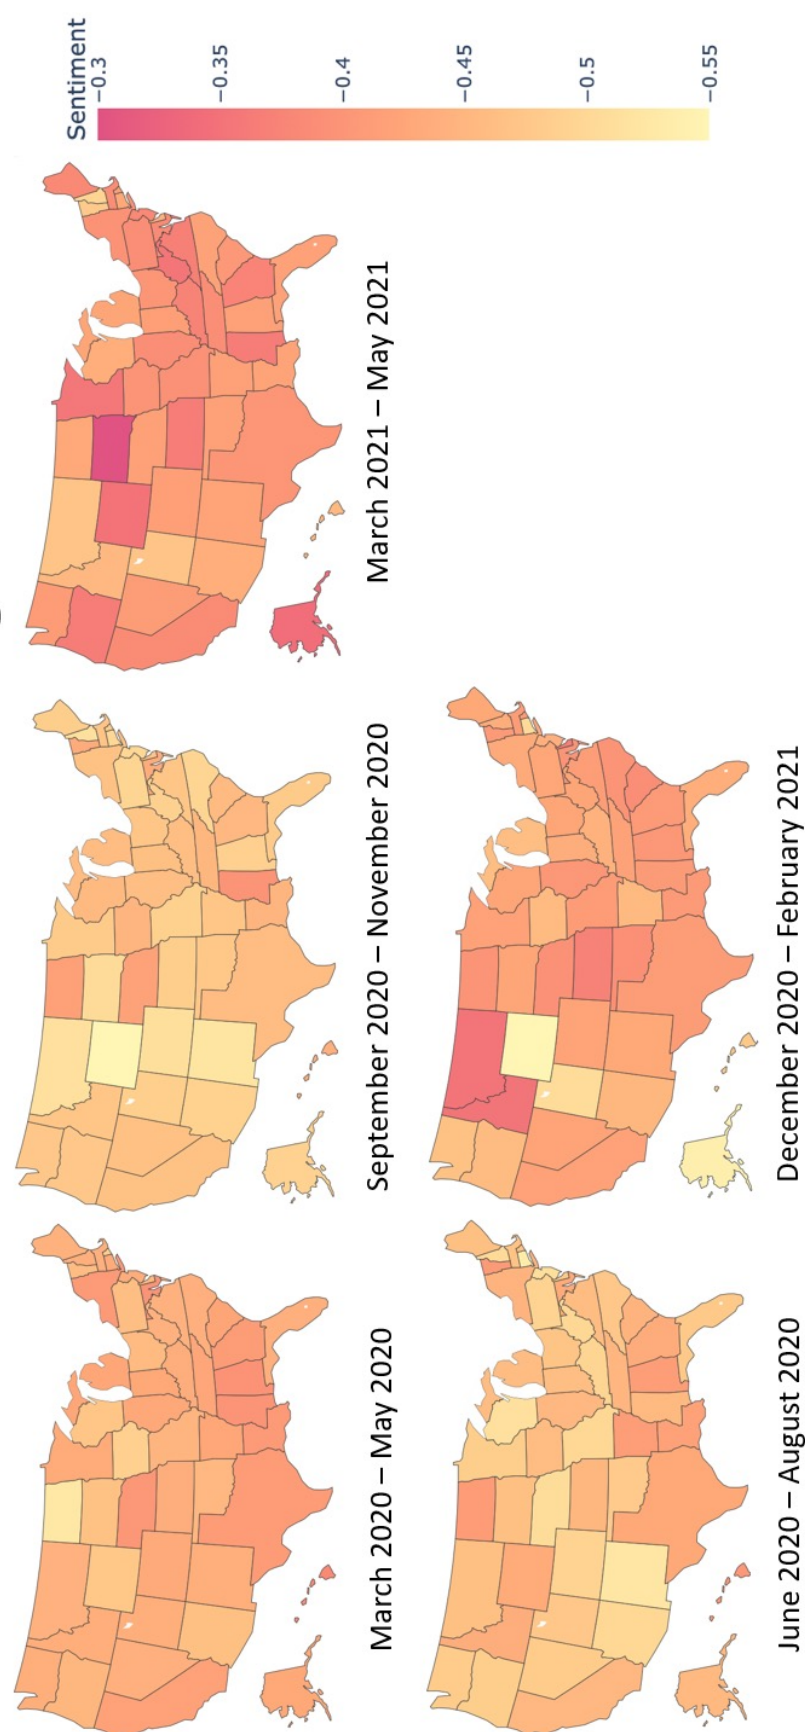 March 2020 – May 2020
September 2020 – November 2020
March 2021 – May 2021
Sentiment
−0.3
−0.35
−0.4
−0.45
−0.5
−0.55
June 2020 – August 2020
December 2020 – February 2021